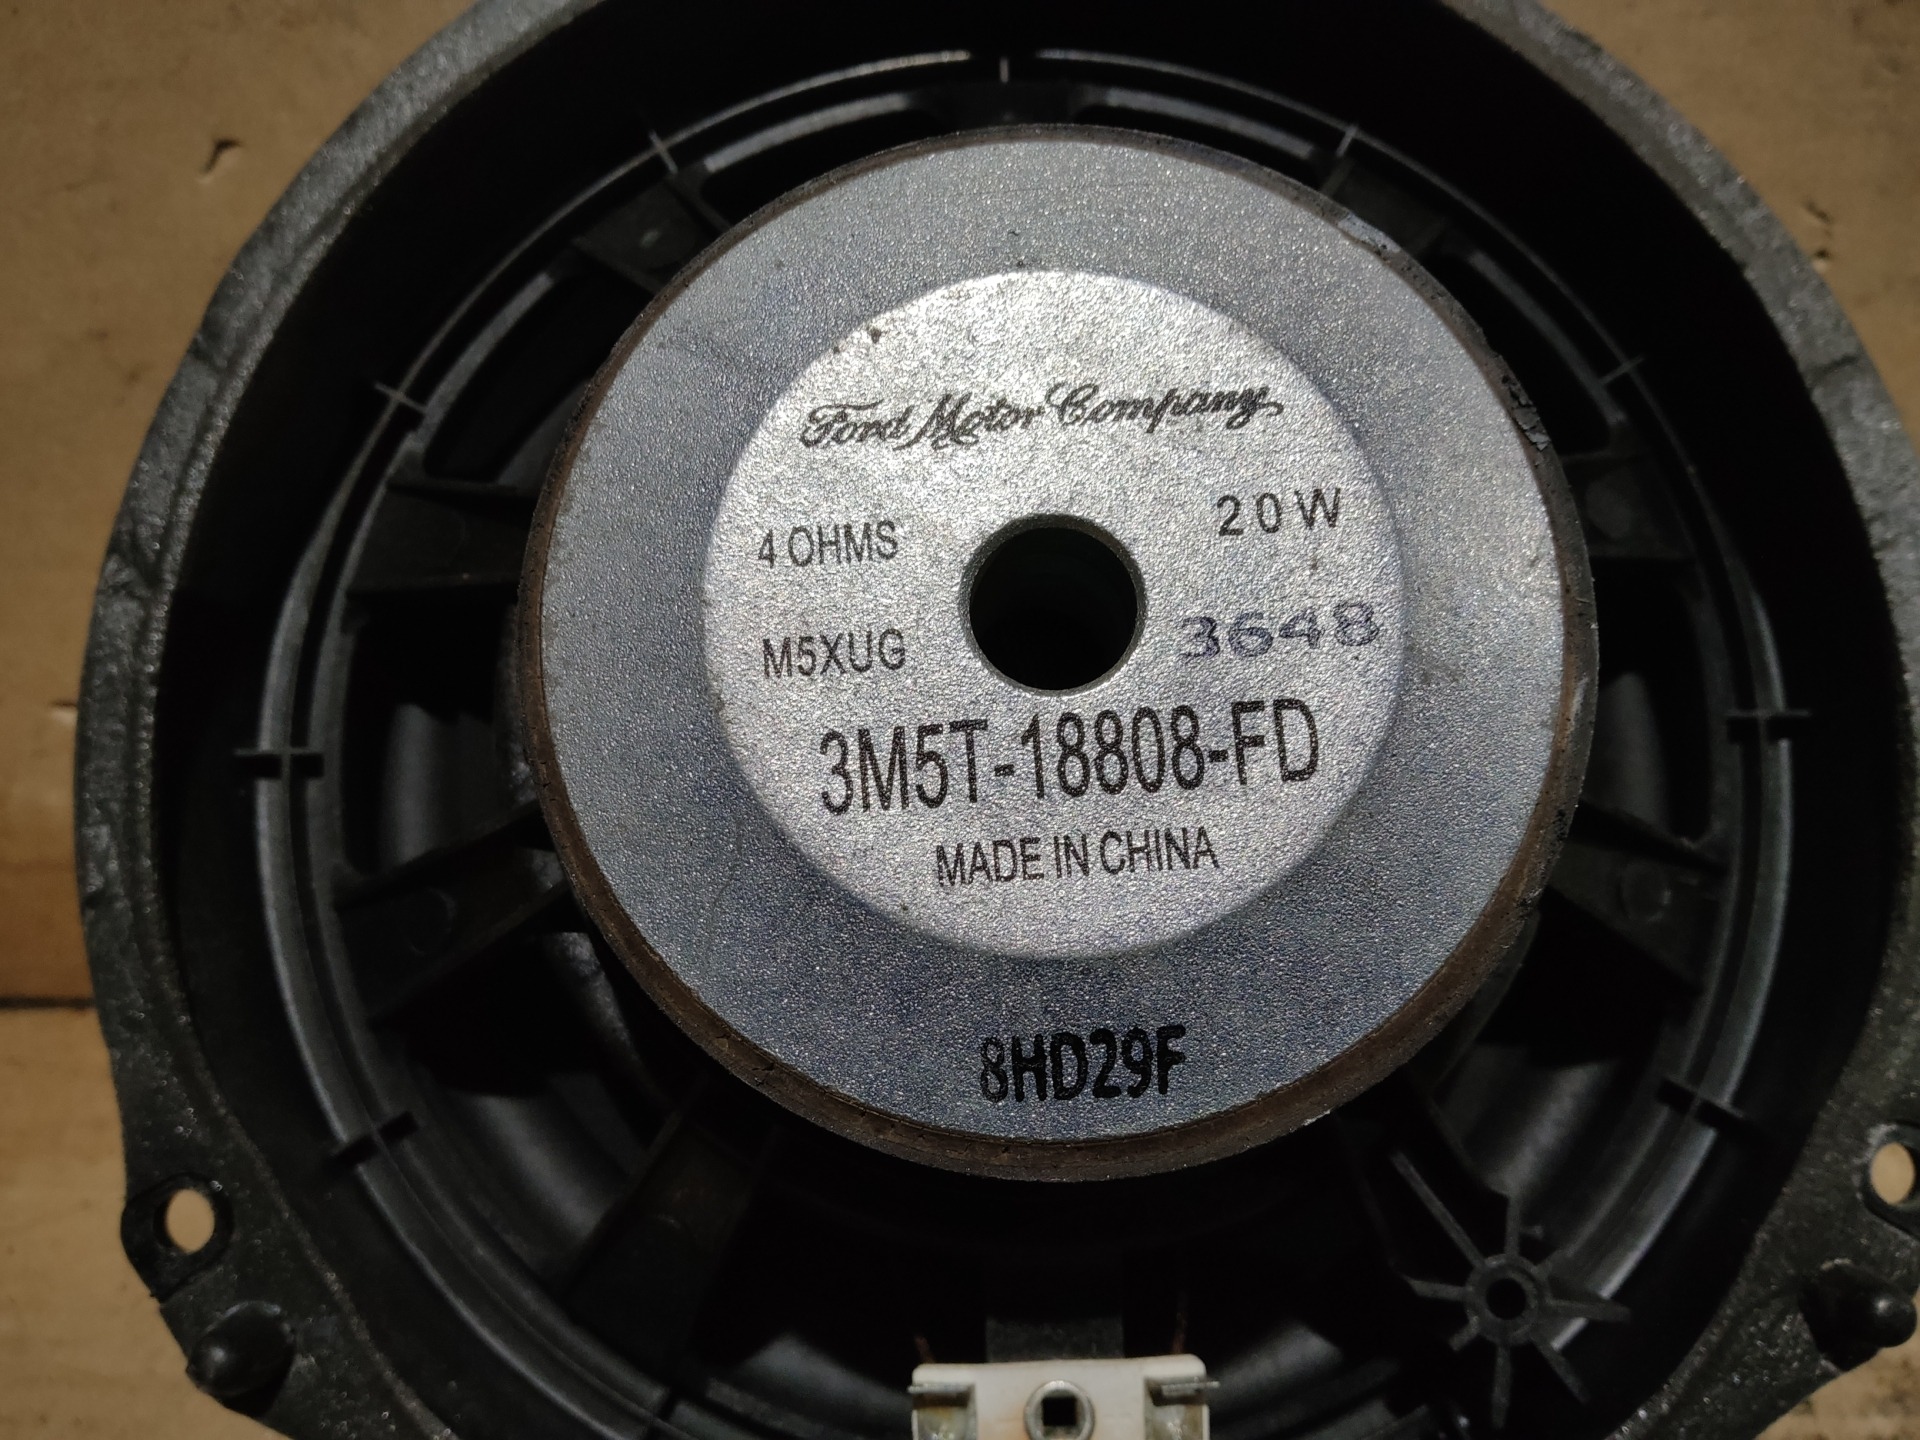 Ford Motor Company
4 OHMS 20W
M5XUG 3648
3M5T-18808-FD
MADE IN CHINA
8HD29F